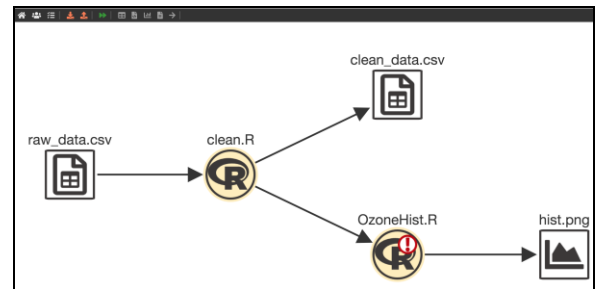 clean_data.csv
raw_data.csv
clean.R
R
OzoneHist.R
R
hist.png